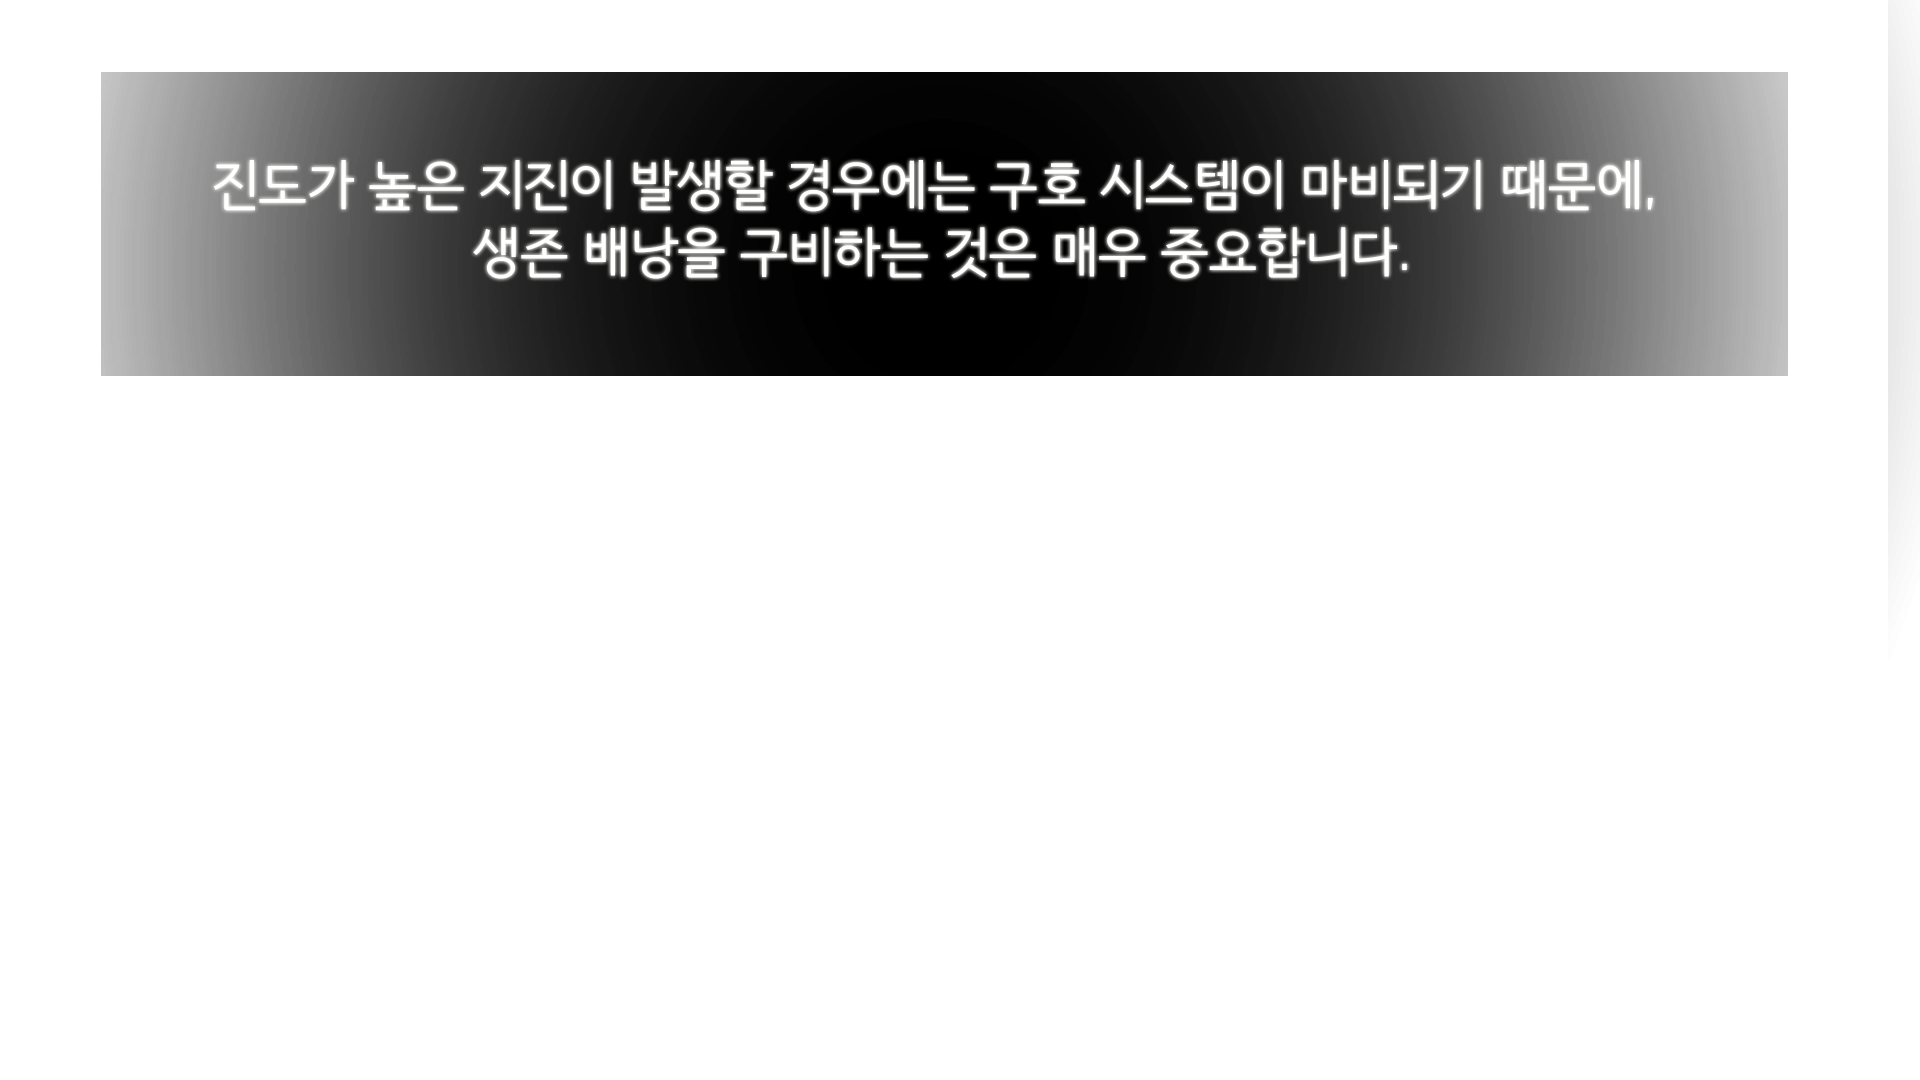 진도가 높은 지진이 발생할 경우에는 구호 시스템이 마비되기 때문에,
생존 배낭을 구비하는 것은 매우 중요합니다.